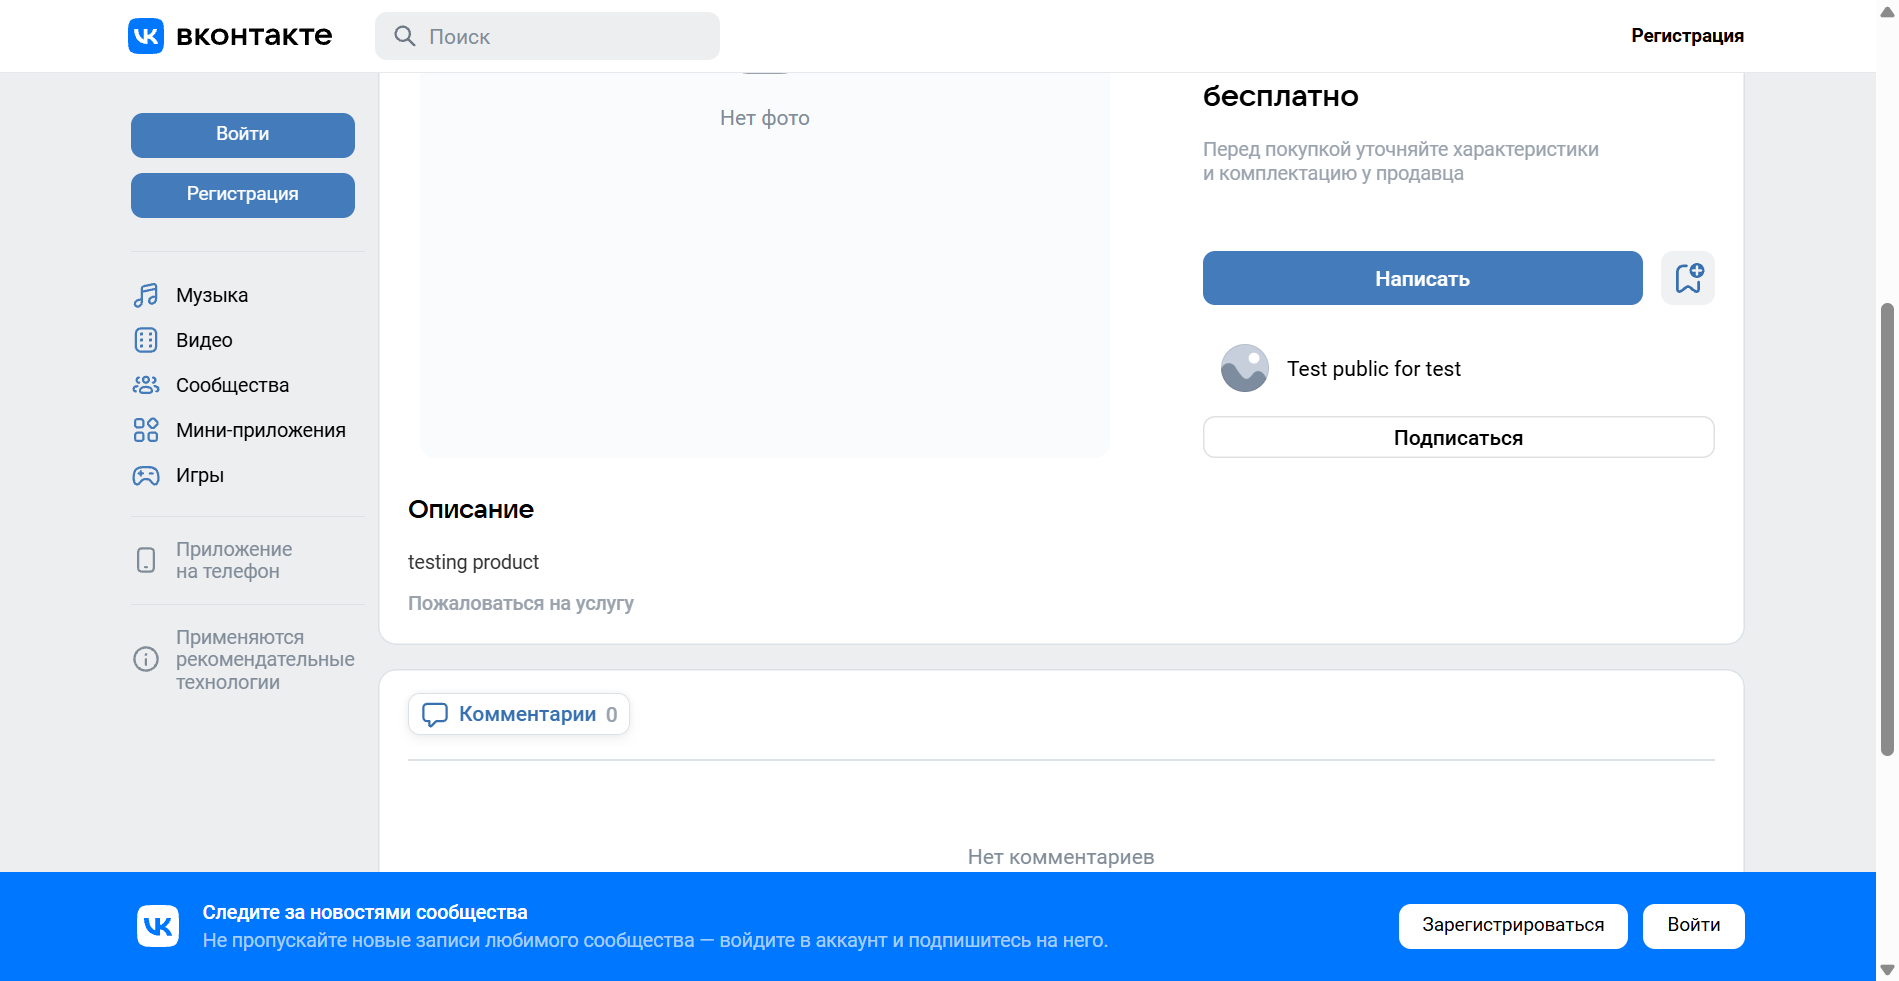 вконтакте
Поиск
Регистрация
Войти
Регистрация
Музыка
Видео
Сообщества
Мини-приложения
Игры
Приложение
на телефон
Применяются
рекомендательные
технологии
Нет фото
бесплатно
Перед покупкой уточняйте характеристики
и комплектацию у продавца
Написать
Test public for test
Подписаться
Описание
testing product
Пожаловаться на услугу
Комментарии 0
Нет комментариев
Следите за новостями сообщества
Не пропускайте новые записи любимого сообщества — войдите в аккаунт и подпишитесь на него.
Зарегистрироваться
Войти